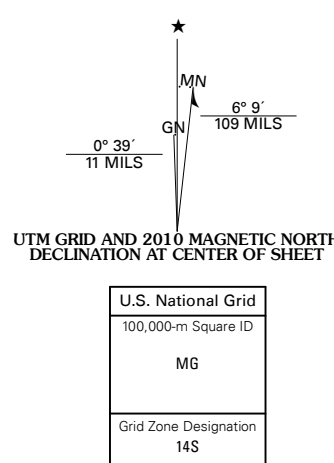 ★
MN
GN
6° 9´
109 MILS
0° 39´
11 MILS
UTM GRID AND 2010 MAGNETIC NORTH
DECLINATION AT CENTER OF SHEET
U.S. National Grid
100,000-m Square ID
MG
Grid Zone Designation
14S